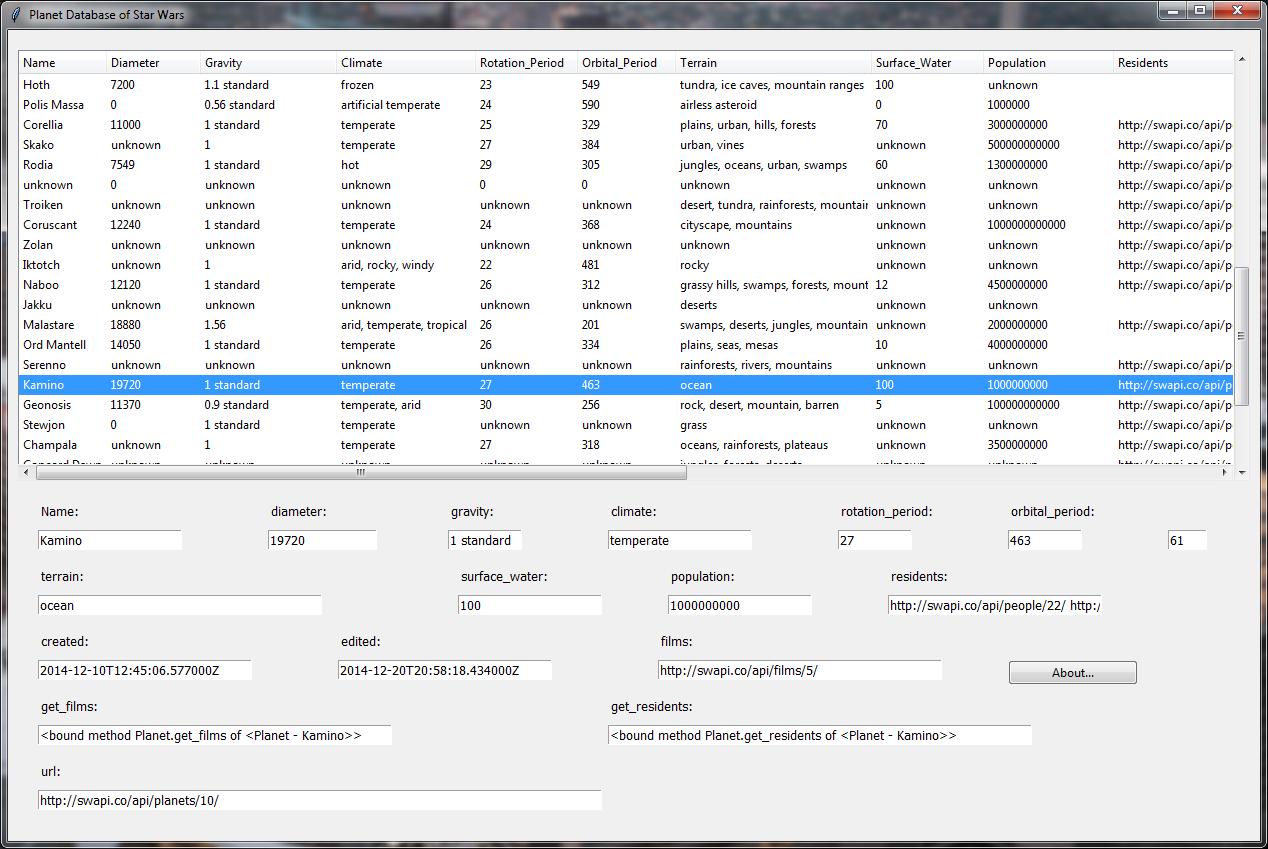 Planet Database of Star Wars
Name Diameter Gravity Climate Rotation_Period Orbital_Period Terrain Surface_Water Population Residents
Hoth 7200 1.1 standard frozen 23 549 tundra, ice caves, mountain ranges 100 unknown
Polis Massa 0 0.56 standard artificial temperate 24 590 airless asteroid 0 1000000
Corellia 11000 1 standard temperate 25 329 plains, urban, hills, forests 70 3000000000 http://swapi.co/api/p
Skako unknown 1 temperate 27 384 urban, vines unknown 500000000000 http://swapi.co/api/p
Rodia 7549 1 standard hot 29 305 jungles, oceans, urban, swamps 60 1300000000 http://swapi.co/api/p
unknown 0 unknown unknown 0 0 unknown unknown unknown http://swapi.co/api/p
Troiken unknown unknown unknown unknown unknown desert, tundra, rainforests, mountair unknown unknown http://swapi.co/api/p
Coruscant 12240 1 standard temperate 24 368 cityscape, mountains unknown 1000000000000 http://swapi.co/api/p
Zolan unknown unknown unknown unknown unknown unknown unknown unknown http://swapi.co/api/p
Iktotch unknown 1 arid, rocky, windy 22 481 rocky unknown unknown http://swapi.co/api/p
Naboo 12120 1 standard temperate 26 312 grassy hills, swamps, forests, mount 12 4500000000 http://swapi.co/api/p
Jakku unknown unknown unknown unknown unknown deserts unknown unknown
Malastare 18880 1.56 arid, temperate, tropical 26 201 swamps, deserts, jungles, mountain unknown 2000000000 http://swapi.co/api/p
Ord Mantell 14050 1 standard temperate 26 334 plains, seas, mesas 10 4000000000
Serenno unknown unknown unknown unknown unknown rainforests, rivers, mountains unknown unknown http://swapi.co/api/p
Kamino 19720 1 standard temperate 27 463 ocean 100 1000000000 http://swapi.co/api/p
Geonosis 11370 0.9 standard temperate, arid 30 256 rock, desert, mountain, barren 5 100000000000 http://swapi.co/api/p
Stewjon 0 1 standard temperate unknown unknown grass unknown unknown http://swapi.co/api/p
Champala unknown 1 temperate 27 318 oceans, rainforests, plateaus unknown 3500000000 http://swapi.co/api/p
Name: diameter: gravity: climate: rotation_period: orbital_period:
Kamino 19720 1 standard temperate 27 463 61
terrain: surface_water: population: residents:
ocean 100 1000000000 http://swapi.co/api/people/22/ http:/
created: edited: films:
2014-12-10T12:45:06.577000Z 2014-12-20T20:58:18.434000Z http://swapi.co/api/films/5/ About...
get_films: get_residents:
<bound method Planet.get_films of <Planet - Kamino>> <bound method Planet.get_residents of <Planet - Kamino>>
url:
http://swapi.co/api/planets/10/